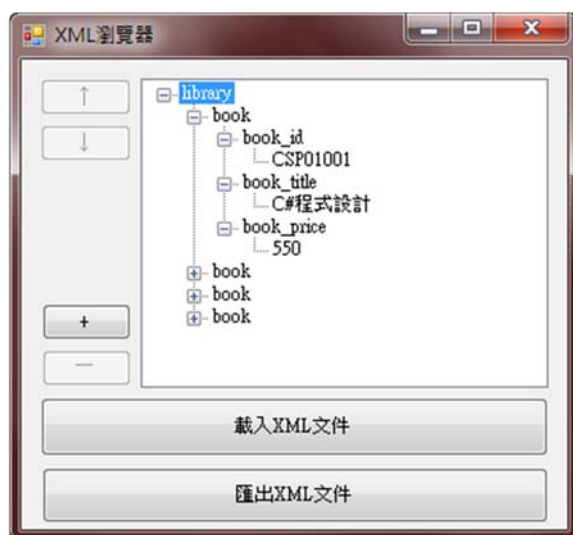 XML瀏覽器
↑
↓
library
book
book_id
CSP01001
book_title
C#程式設計
book_price
550
book
book
book
+
—
載入XML文件
匯出XML文件